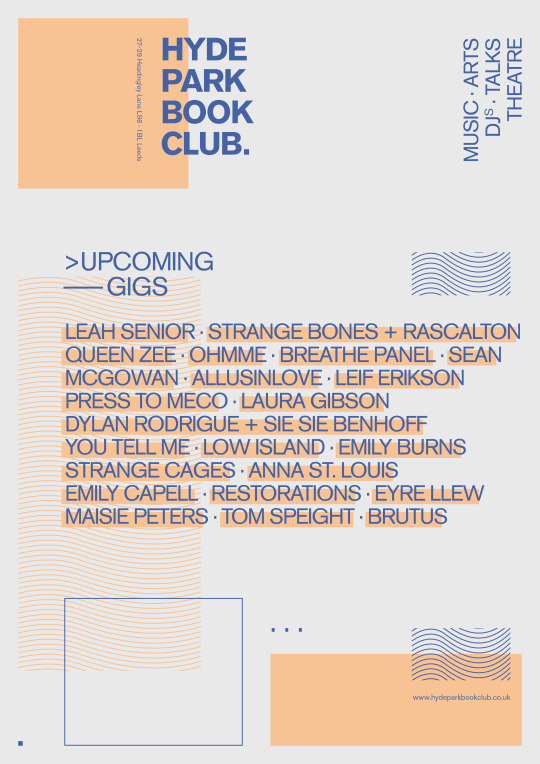 27-29 Headingley Lane LS6 · 1BL Leeds
HYDE
PARK
BOOK
CLUB.
MUSIC · ARTS
DJS · TALKS
THEATRE
>UPCOMING
— GIGS
LEAH SENIOR · STRANGE BONES + RASCALTON
QUEEN ZEE · OHMME · BREATHE PANEL · SEAN
MCGOWAN · ALLUSINLOVE · LEIF ERIKSON
PRESS TO MECO · LAURA GIBSON
DYLAN RODRIGUE + SIE SIE BENHOFF
YOU TELL ME · LOW ISLAND · EMILY BURNS
STRANGE CAGES · ANNA ST. LOUIS
EMILY CAPELL · RESTORATIONS · EYRE LLEW
MAISIE PETERS · TOM SPEIGHT · BRUTUS
...
www.hydeparkbookclub.co.uk